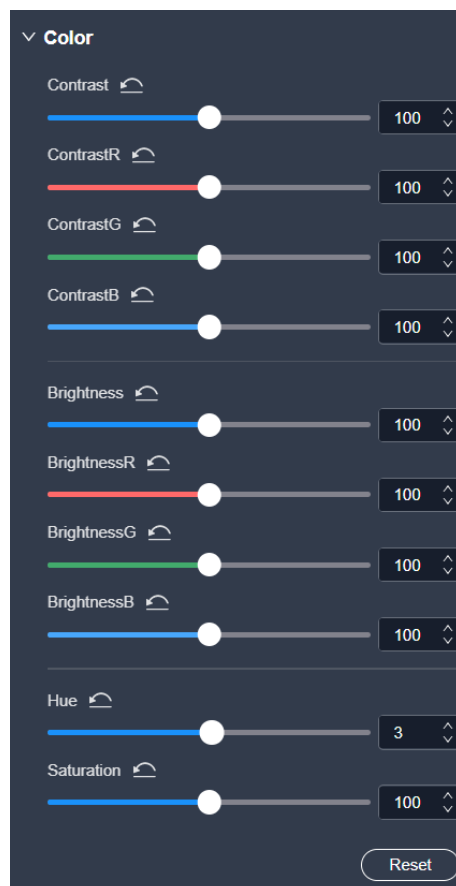 Color
Contrast
100
ContrastR
100
ContrastG
100
ContrastB
100
Brightness
100
BrightnessR
100
BrightnessG
100
BrightnessB
100
Hue
3
Saturation
100
Reset